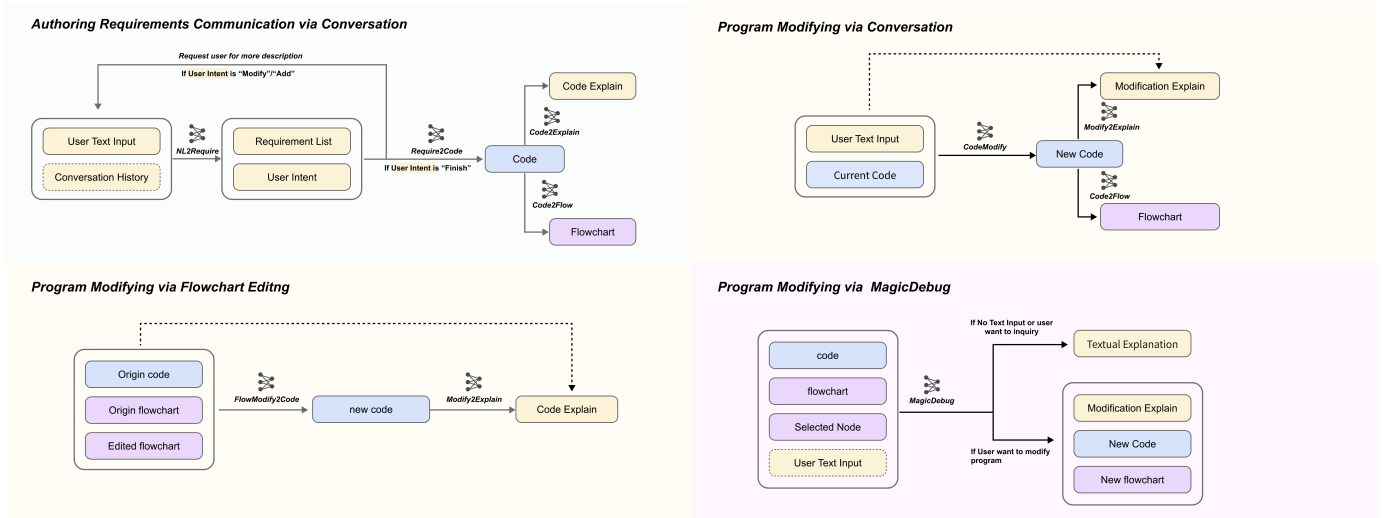 Authoring Requirements Communication via Conversation
Request user for more description
If User Intent is “Modify”/“Add”
User Text Input
Conversation History
NL2Require
Requirement List
User Intent
Require2Code
If User Intent is “Finish”
Code Explain
Code2Explain
Code
Code2Flow
Flowchart
Program Modifying via Conversation
User Text Input
Current Code
CodeModify
Modification Explain
Modify2Explain
New Code
Code2Flow
Flowchart
Program Modifying via Flowchart Editng
Origin code
Origin flowchart
Edited flowchart
FlowModify2Code
new code
Modify2Explain
Code Explain
Program Modifying via MagicDebug
code
flowchart
Selected Node
User Text Input
MagicDebug
If No Text Input or user
want to inquiry
Textual Explanation
If User want to modify
program
Modification Explain
New Code
New flowchart